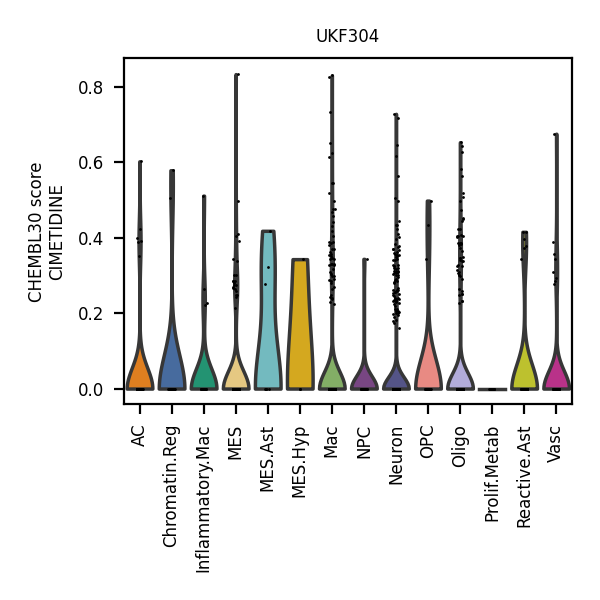 UKF304
CHEMBL30 score
CIMETIDINE
0.8
0.6
0.4
0.2
0.0
AC
Chromatin.Reg
Inflammatory.Mac
MES
MES.Ast
MES.Hyp
Mac
NPC
Neuron
OPC
Oligo
Prolif.Metab
Reactive.Ast
Vasc